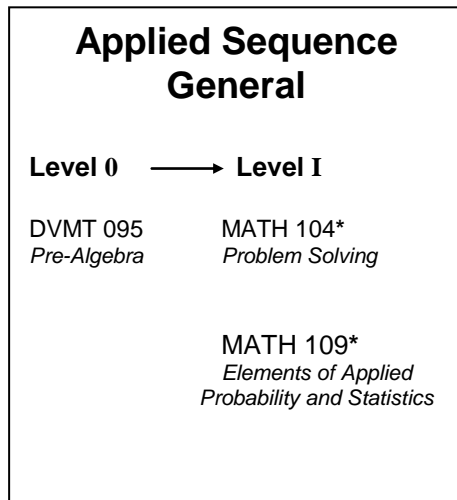 Applied Sequence
General
Level 0 Level I
DVMT 095 MATH 104*
Pre-Algebra Problem Solving
MATH 109*
Elements of Applied
Probability and Statistics